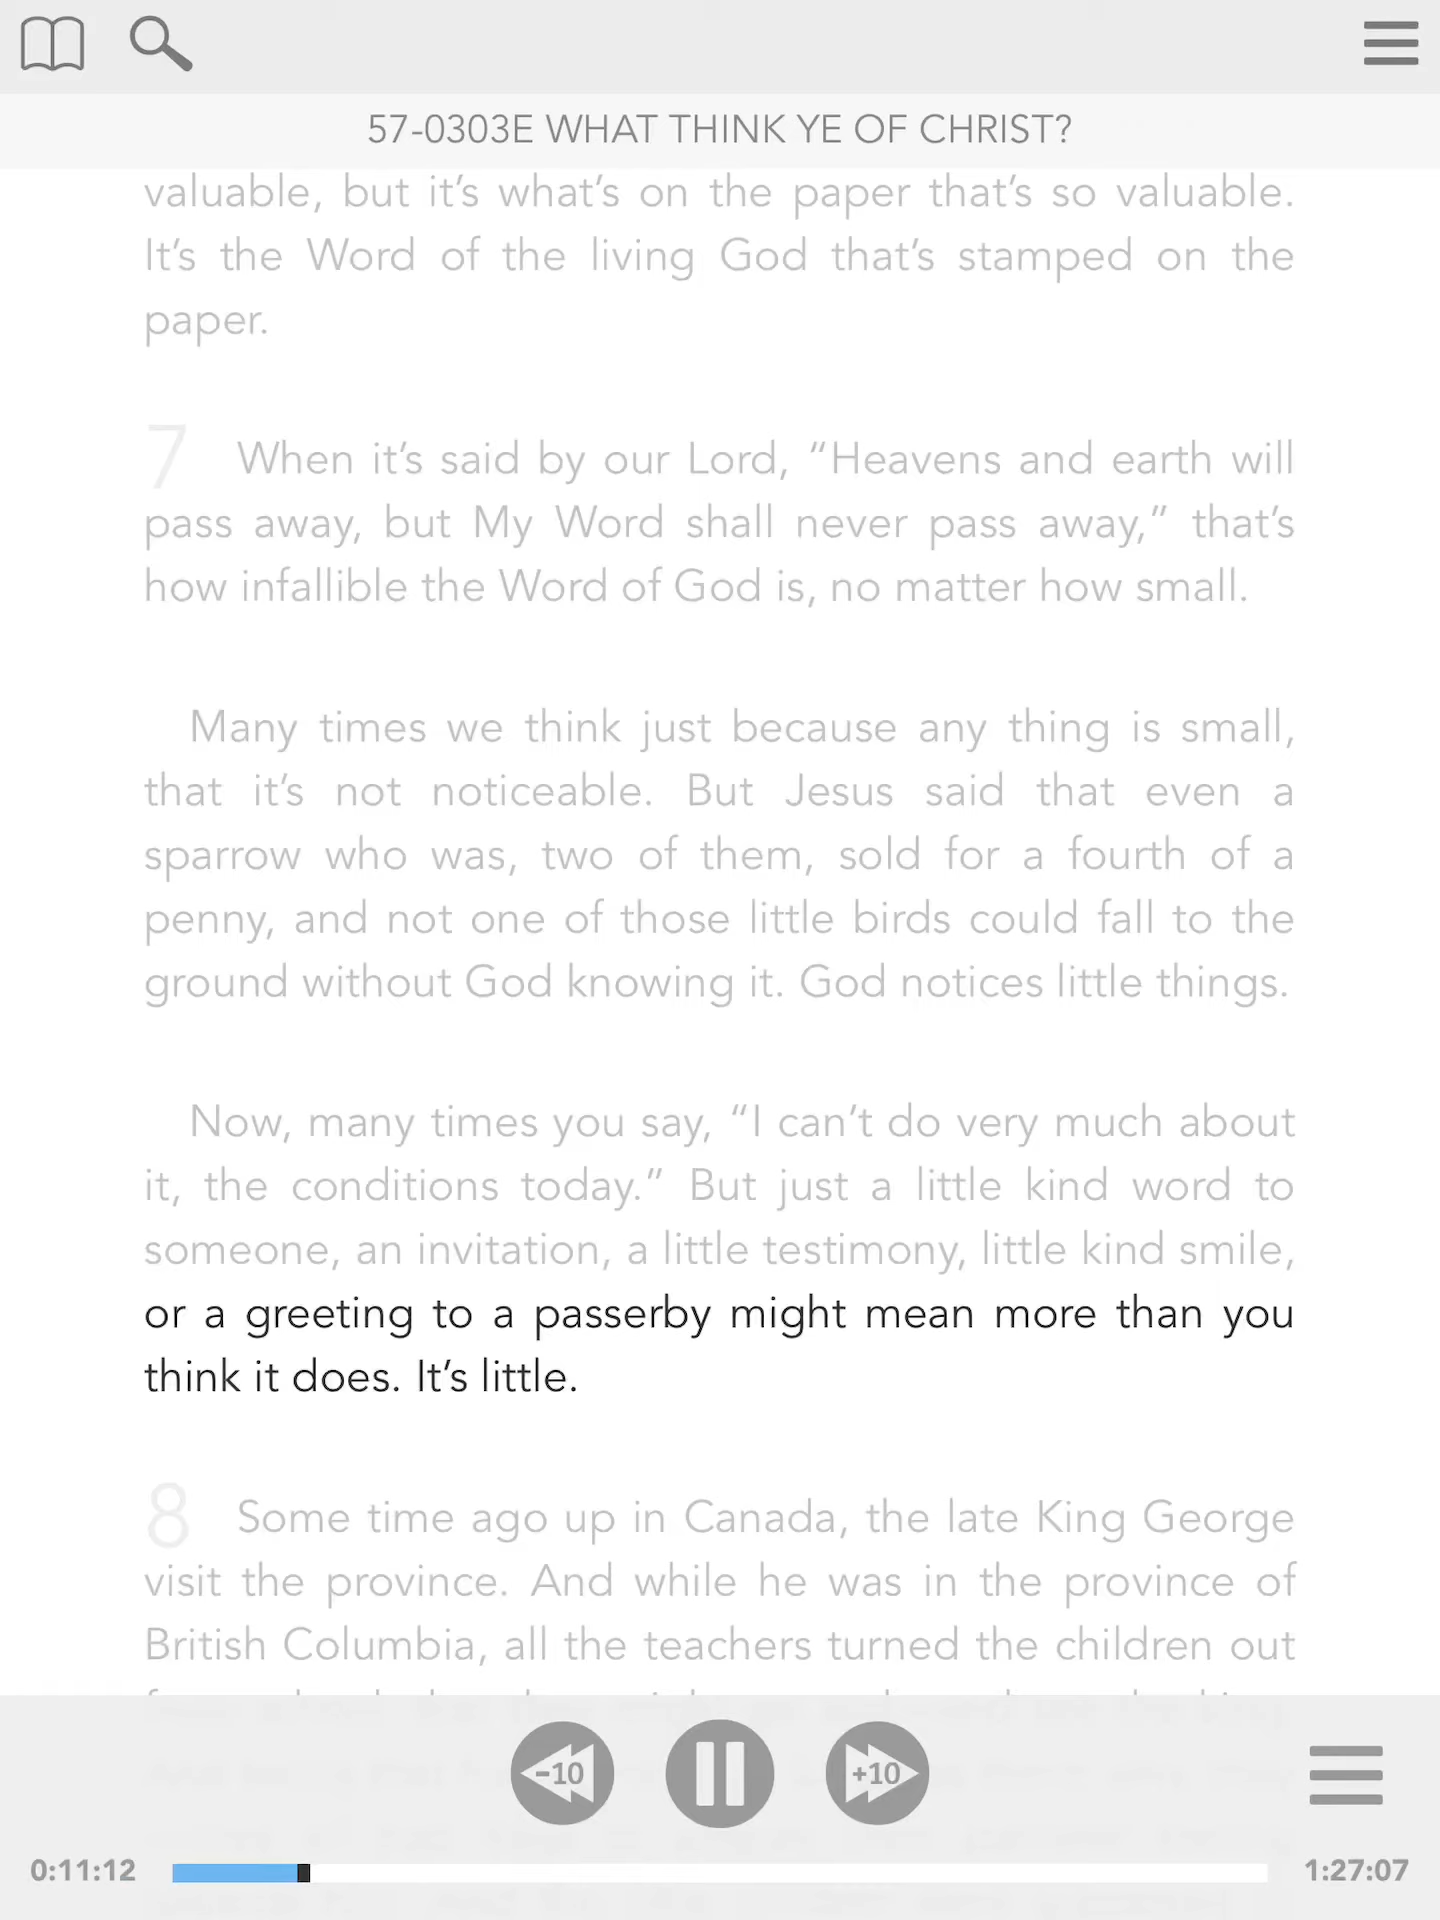 57-0303E WHAT THINK YE OF CHRIST?
valuable, but it’s what’s on the paper that’s so valuable.
It’s the Word of the living God that’s stamped on the
paper.
7 When it’s said by our Lord, “Heavens and earth will
pass away, but My Word shall never pass away,” that’s
how infallible the Word of God is, no matter how small.
Many times we think just because any thing is small,
that it’s not noticeable. But Jesus said that even a
sparrow who was, two of them, sold for a fourth of a
penny, and not one of those little birds could fall to the
ground without God knowing it. God notices little things.
Now, many times you say, “I can’t do very much about
it, the conditions today.” But just a little kind word to
someone, an invitation, a little testimony, little kind smile,
or a greeting to a passerby might mean more than you
think it does. It’s little.
8 Some time ago up in Canada, the late King George
visit the province. And while he was in the province of
British Columbia, all the teachers turned the children out
-10 +10
0:11:12 1:27:07